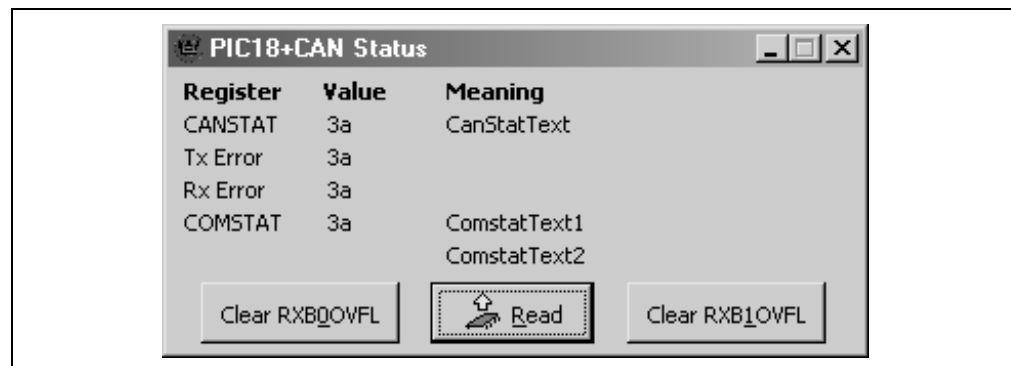 PIC18+CAN Status
Register Value Meaning
CANSTAT 3a CanStatText
Tx Error 3a
Rx Error 3a
COMSTAT 3a ComstatText1
ComstatText2
Clear RXB0OVFL Read Clear RXB1OVFL